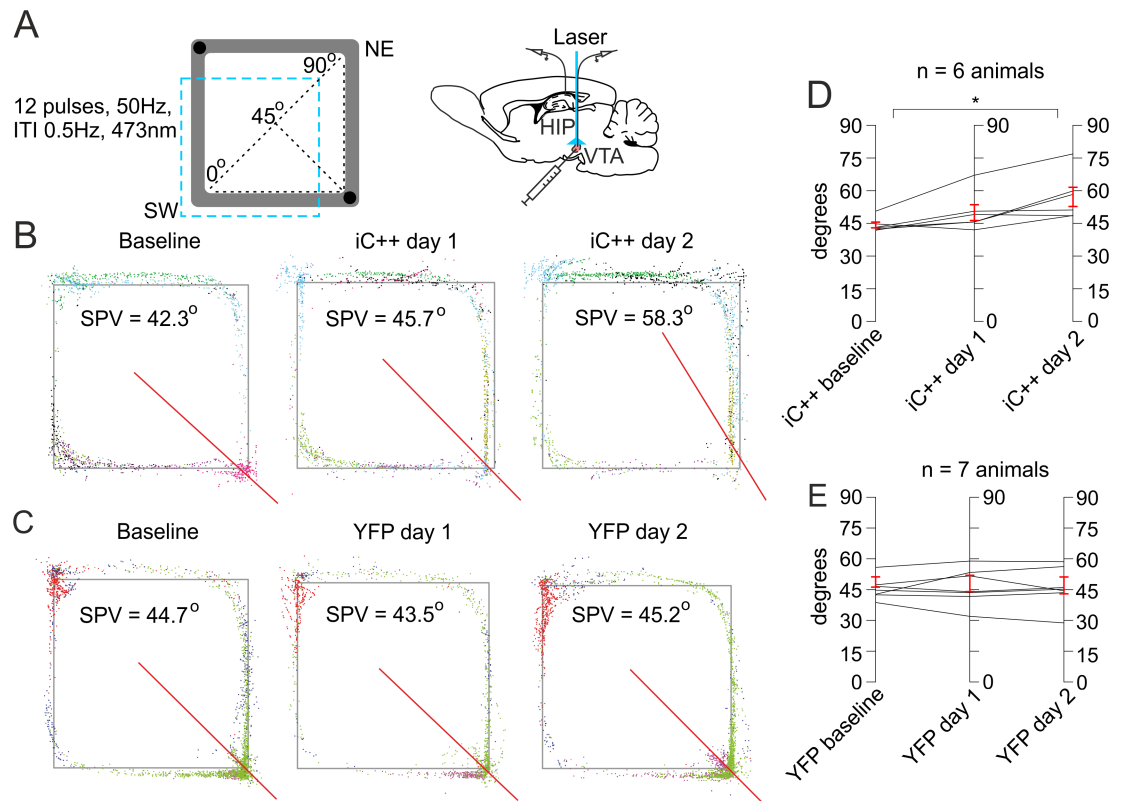 A
NE
90°
12 pulses, 50Hz,
ITI 0.5Hz, 473nm
45°
0°
SW
Laser
HIP
VTA
B
Baseline
iC++ day 1
iC++ day 2
SPV = 42.3°
SPV = 45.7°
SPV = 58.3°
C
Baseline
YFP day 1
YFP day 2
SPV = 44.7°
SPV = 43.5°
SPV = 45.2°
D
n = 6 animals
*
degrees
90 90 90
75 75
60 60
45 45
30 30
15 15
0 0 0
iC++ baseline
iC++ day 1
iC++ day 2
E
n = 7 animals
degrees
90 90 90
75 75
60 60
45 45
30 30
15 15
0 0 0
YFP baseline
YFP day 1
YFP day 2